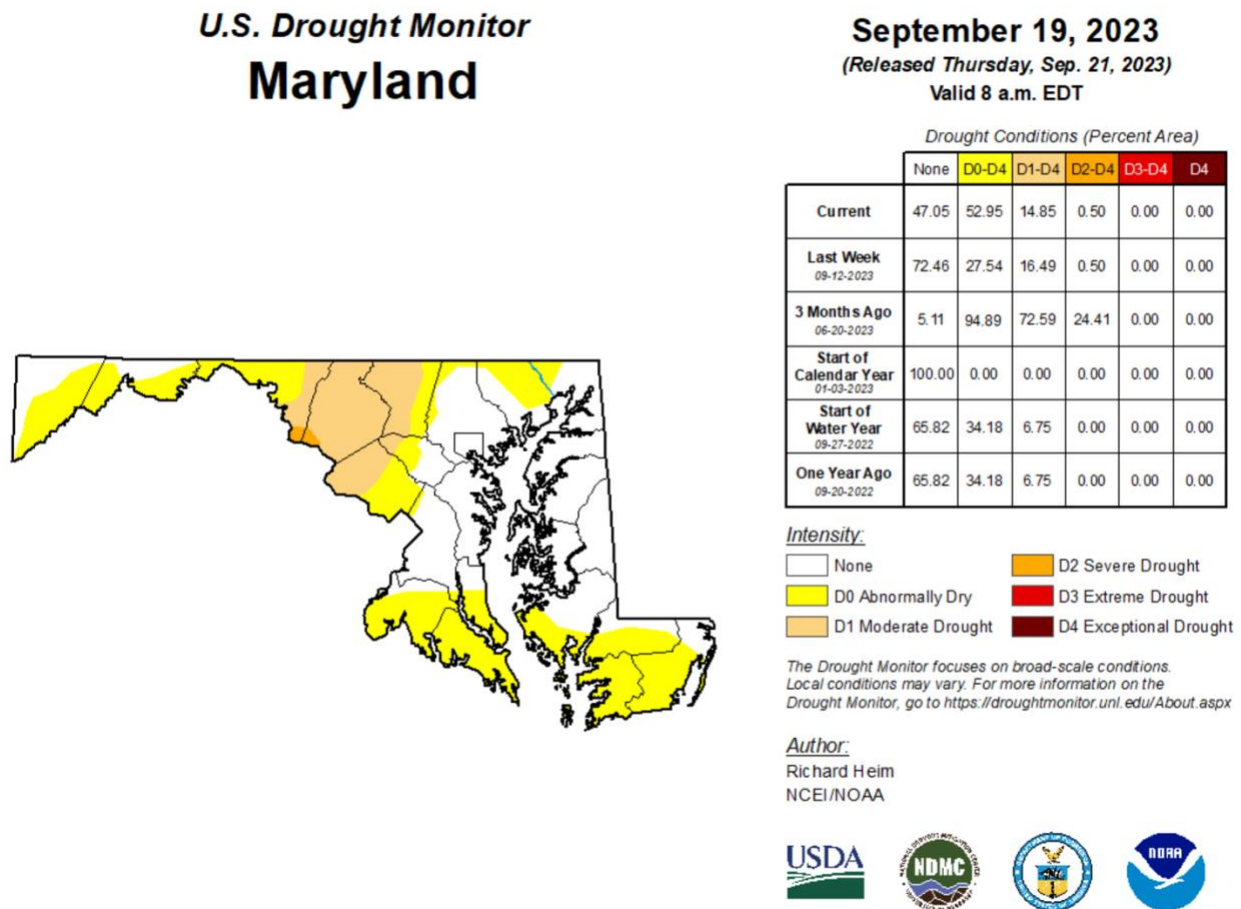 U.S. Drought Monitor
Maryland
September 19, 2023
(Released Thursday, Sep. 21, 2023)
Valid 8 a.m. EDT
Drought Conditions (Percent Area)
None D0-D4 D1-D4 D2-D4 D3-D4 D4
Current 47.05 52.95 14.85 0.50 0.00 0.00
Last Week
09-12-2023 72.46 27.54 16.49 0.50 0.00 0.00
3 Months Ago
06-20-2023 5.11 94.89 72.59 24.41 0.00 0.00
Start of
Calendar Year
01-03-2023 100.00 0.00 0.00 0.00 0.00 0.00
Start of
Water Year
09-27-2022 65.82 34.18 6.75 0.00 0.00 0.00
One Year Ago
09-20-2022 65.82 34.18 6.75 0.00 0.00 0.00
Intensity:
None
D0 Abnormally Dry
D1 Moderate Drought
D2 Severe Drought
D3 Extreme Drought
D4 Exceptional Drought
The Drought Monitor focuses on broad-scale conditions.
Local conditions may vary. For more information on the
Drought Monitor, go to https://droughtmonitor.unl.edu/About.aspx
Author:
Richard Heim
NCEI/NOAA
USDA
NDMC
NOAA